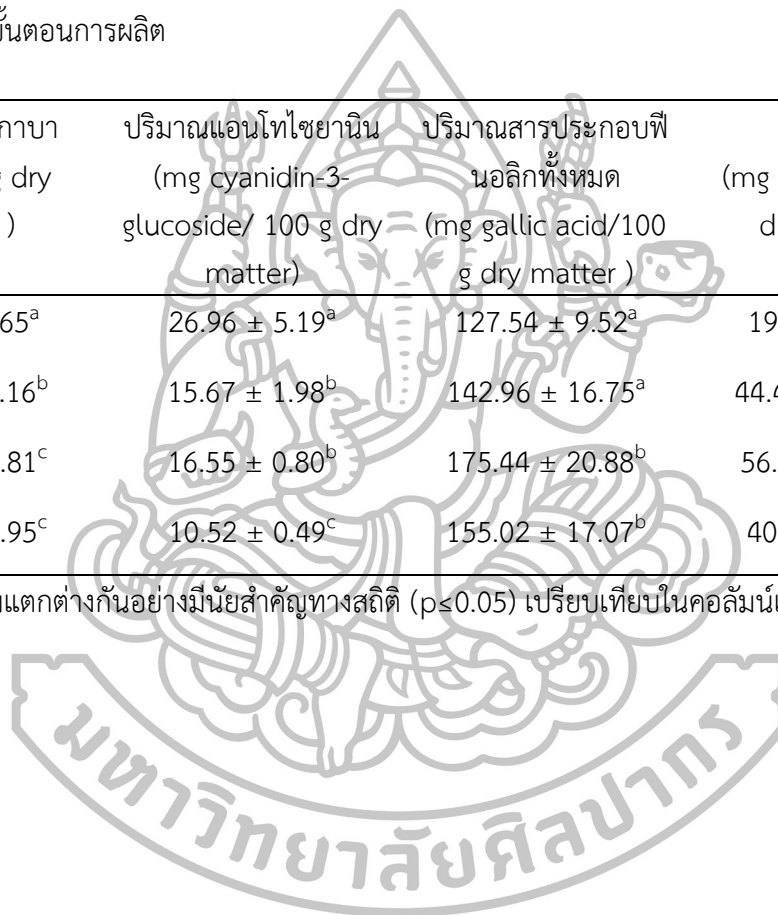 ขั้นตอนการผลิต
กาบา ปริมาณแอนโทไซยานิน ปริมาณสารประกอบฟี
dry (mg cyanidin-3- นอลิกทั้งหมด (mg
) glucoside/ 100 g dry (mg gallic acid/100 d
matter) g dry matter )
65ᵃ 26.96 ± 5.19ᵃ 127.54 ± 9.52ᵃ 19
.16ᵇ 15.67 ± 1.98ᵇ 142.96 ± 16.75ᵃ 44.4
.81ᶜ 16.55 ± 0.80ᵇ 175.44 ± 20.88ᵇ 56.
.95ᶜ 10.52 ± 0.49ᶜ 155.02 ± 17.07ᵇ 40
แตกต่างกันอย่างมีนัยสำคัญทางสถิติ (p≤0.05) เปรียบเทียบในคอลัมน์
มหาวิทยาลัยศิลปากร